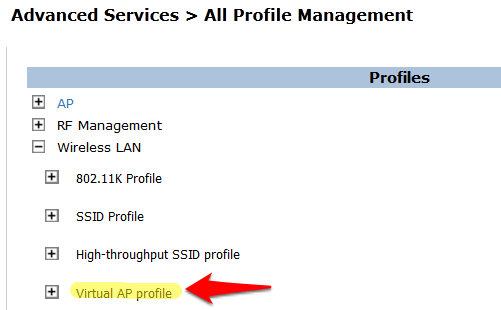 Advanced Services > All Profile Management
Profiles
AP
RF Management
Wireless LAN
802.11K Profile
SSID Profile
High-throughput SSID profile
Virtual AP profile